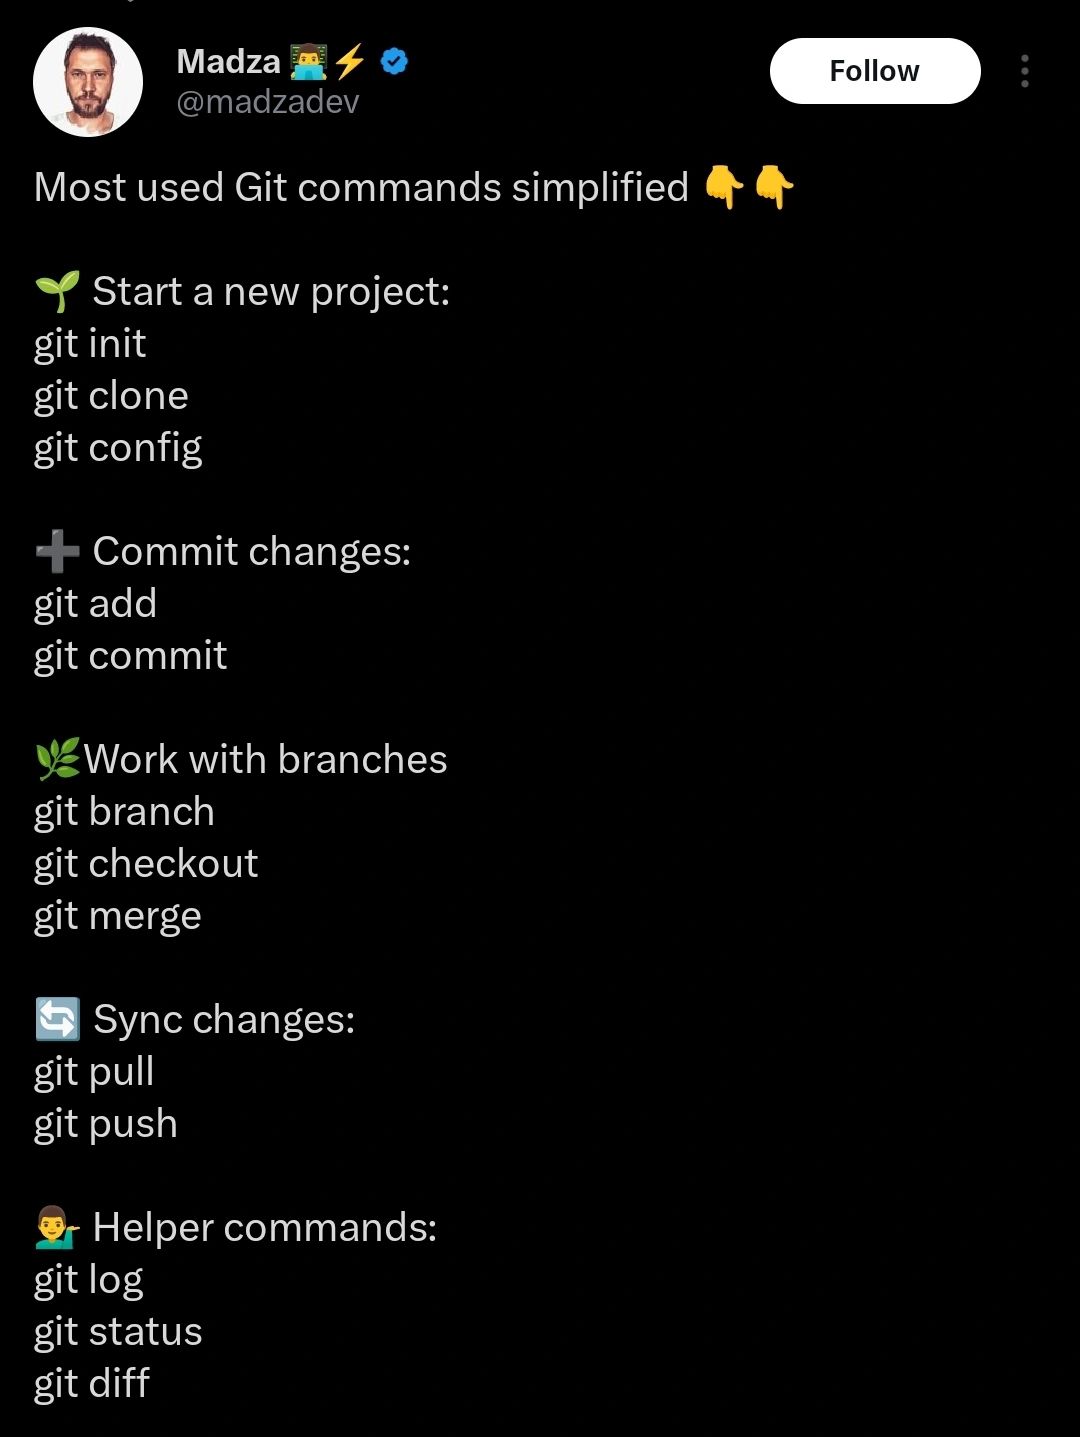 Madza 👨‍💻⚡
@madzadev
Follow
Most used Git commands simplified 👇👇
🌱 Start a new project:
git init
git clone
git config
➕ Commit changes:
git add
git commit
🌿Work with branches
git branch
git checkout
git merge
🔄 Sync changes:
git pull
git push
💁‍♂️ Helper commands:
git log
git status
git diff